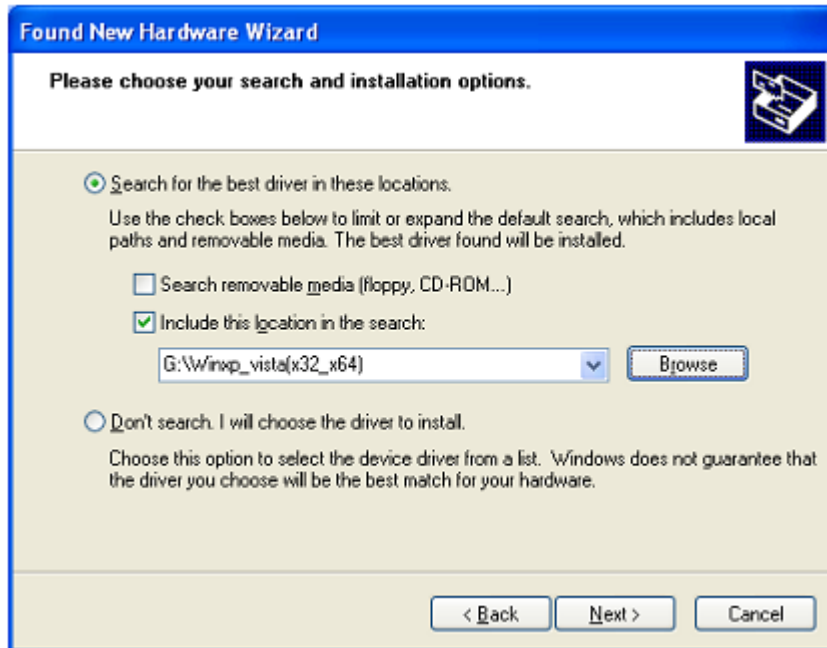 Found New Hardware Wizard
Please choose your search and installation options.
Search for the best driver in these locations.
Use the check boxes below to limit or expand the default search, which includes local
paths and removable media. The best driver found will be installed.
Search removable media (floppy, CD-ROM...)
Include this location in the search:
G:\Winxp_vista(x32_x64)
Browse
Don't search. I will choose the driver to install.
Choose this option to select the device driver from a list. Windows does not guarantee that
the driver you choose will be the best match for your hardware.
< Back
Next >
Cancel